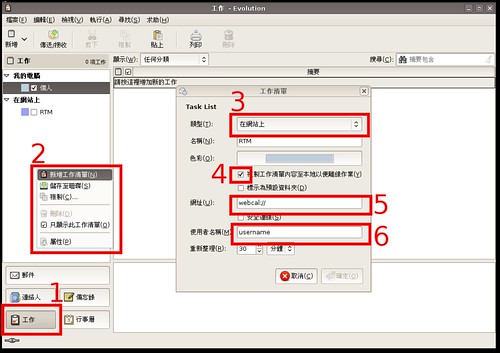 工作 - Evolution
檔案(F) 編輯(E) 檢視(V) 執行(A) 尋找(S) 求助(H)
新增 傳送/接收 剪下 複製 貼上 列印 刪除
工作 0 項工作 顯示(W): 任何分類 搜尋(C): 摘要包含
摘要
我的電腦
個人
在網站上
RTM
請按這裡增加新的工作
2
新增工作清單(N)
儲存至磁碟(S)
複製(C)...
刪除(D)
只顯示此工作清單(O)
屬性(P)
工作清單
Task List
3
類型(T): 在網站上
名稱(N): RTM
色彩(O):
4
複製工作清單內容至本地以便離線作業(Y)
標示為預設資料夾(D)
網址(U): webcal://
5
安全連線(S)
使用者名稱(M): username
6
重新整理(R): 30 分鐘
取消(C) 確定(O)
郵件
1
連絡人 備忘錄
工作 行事曆